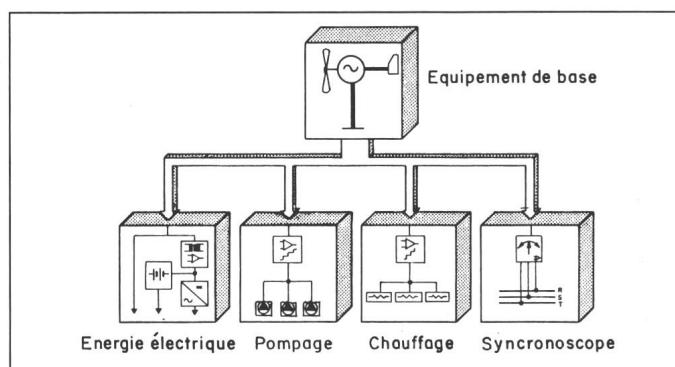 Equipement de base
R
S
T
Energie électrique Pompage Chauffage Syncronoscope